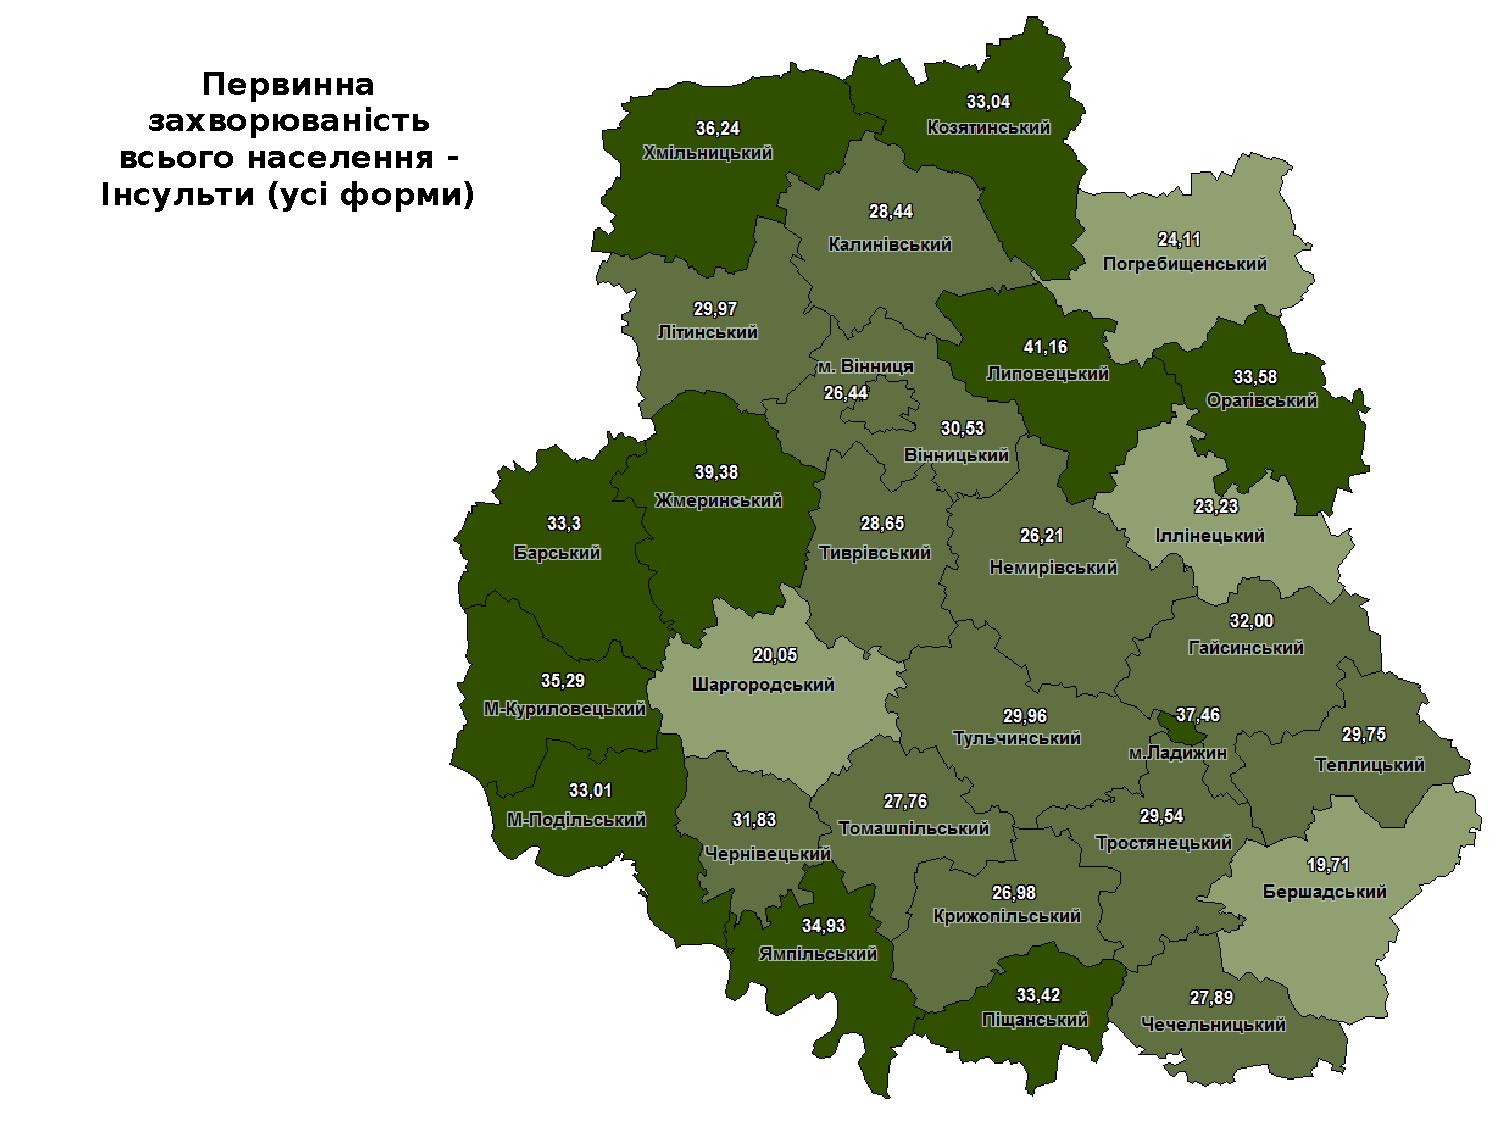 Первинна
захворюваність
всього населення -
Інсульти (усі форми)
33,04
Козятинський
36,24
Хмільницький
28,44
Калинівський
24,11
Погребищенський
29,97
Літинський
41,16
Липовецький
м. Вінниця
26,44
33,58
Оратівський
30,53
Вінницький
39,38
Жмеринський
33,3
Барський
28,65
Тиврівський
26,21
Немирівський
23,23
Іллінецький
32,00
Гайсинський
20,05
Шаргородський
35,29
М-Куриловецький
29,96
Тульчинський
37,46
м.Ладижин
29,75
Теплицький
33,01
М-Подільський
31,83
Чернівецький
27,76
Томашпільський
29,54
Тростянецький
19,71
Бершадський
26,98
Крижопільський
34,93
Ямпільський
33,42
Піщанський
27,89
Чечельницький